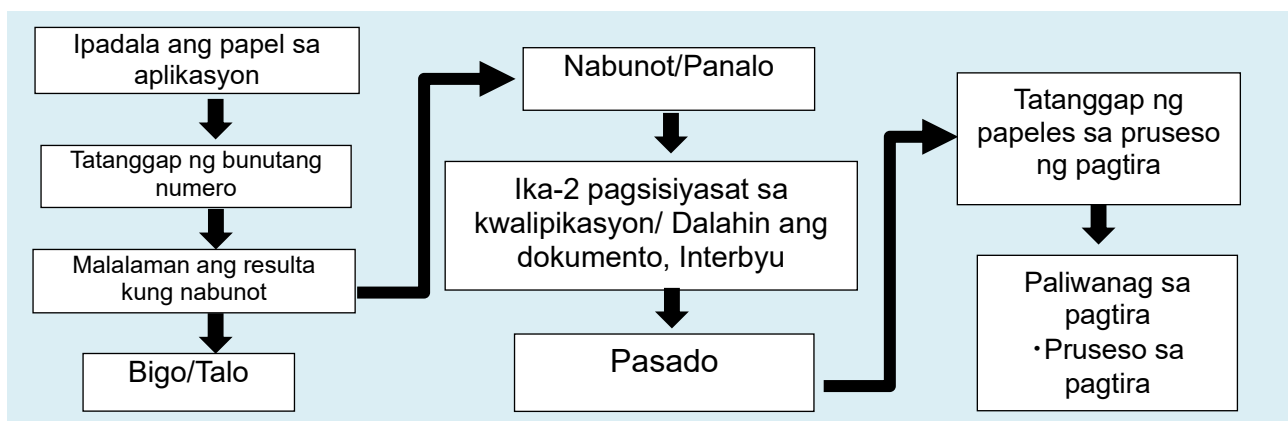 Ipadala ang papel sa
aplikasyon
Tatanggap ng bunutang
numero
Malalaman ang resulta
kung nabunot
Bigo/Talo
Nabunot/Panalo
Ika-2 pagsisiyasat sa
kwalipikasyon/ Dalahin ang
dokumento, Interbyu
Pasado
Tatanggap ng
papeles sa pruseso
ng pagtira
Paliwanag sa
pagtira
・Pruseso sa
pagtira